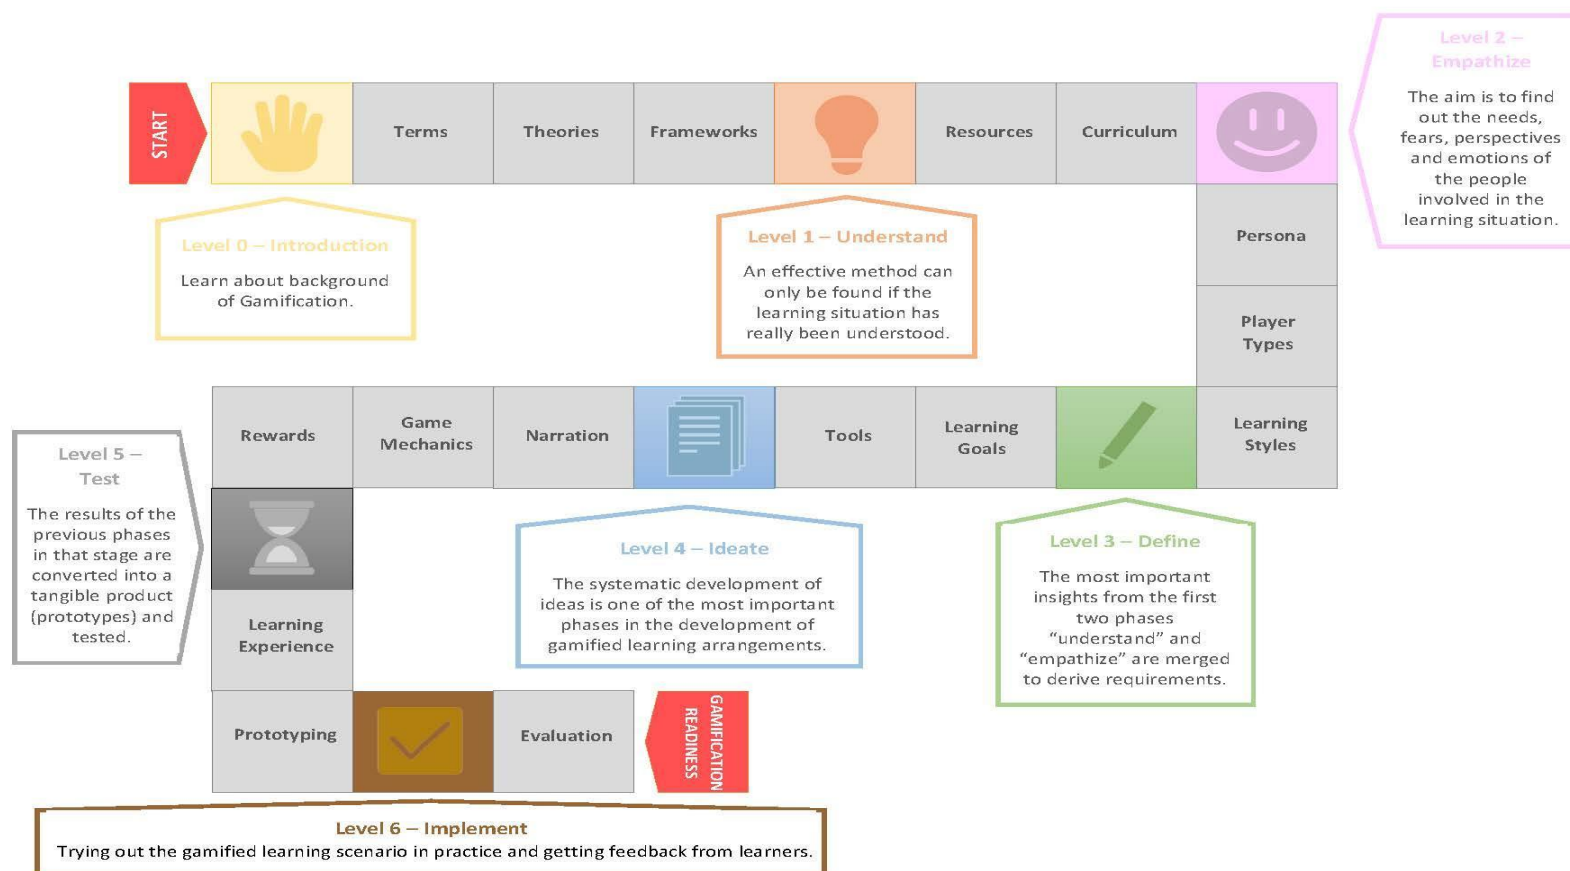 START
Terms
Theories
Frameworks
Resources
Curriculum
Level 2 –
Empathize
The aim is to find
out the needs,
fears, perspectives
and emotions of
the people
involved in the
learning situation.
Level 0 – Introduction
Learn about background
of Gamification.
Level 1 – Understand
An effective method can
only be found if the
learning situation has
really been understood.
Persona
Player
Types
Learning
Styles
Learning
Goals
Tools
Narration
Game
Mechanics
Rewards
Level 3 – Define
The most important
insights from the first
two phases
“understand” and
“empathize” are merged
to derive requirements.
Level 4 – Ideate
The systematic development of
ideas is one of the most important
phases in the development of
gamified learning arrangements.
Level 5 –
Test
The results of the
previous phases
in that stage are
converted into a
tangible product
(prototypes) and
tested.
Learning
Experience
Prototyping
Evaluation
GAMIFICATION
READINESS
Level 6 – Implement
Trying out the gamified learning scenario in practice and getting feedback from learners.